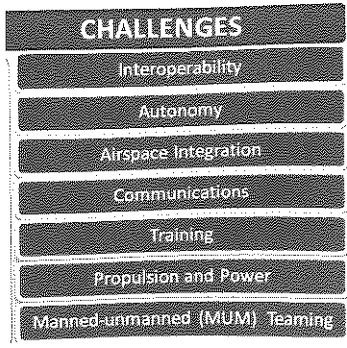 CHALLENGES
Interoperability
Autonomy
Airspace Integration
Communications
Training
Propulsion and Power
Manned-unmanned (MUM) Teaming